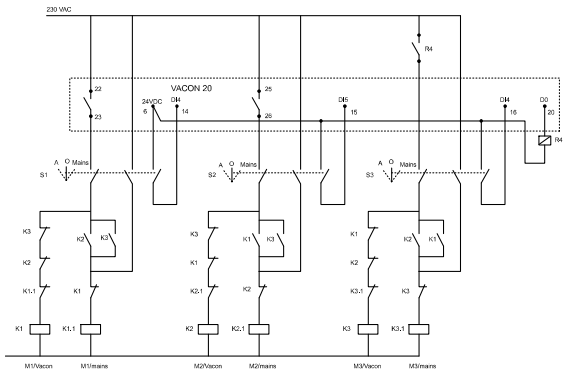 230 VAC
R4
22
VACON 20
25
24VDC
DI4
DI5
DI4
D0
6
14
15
16
20
23
26
R4
A O Mains
A O Mains
A O Mains
S1
S2
S3
K3
K2
K3
K3
K1
K3
K1
K2
K1
K2
K1
K2
K1.1
K1
K2.1
K2
K3.1
K3
K1
K1.1
K2
K2.1
K3
K3.1
M1/Vacon
M1/mains
M2/Vacon
M2/mains
M3/Vacon
M3/mains